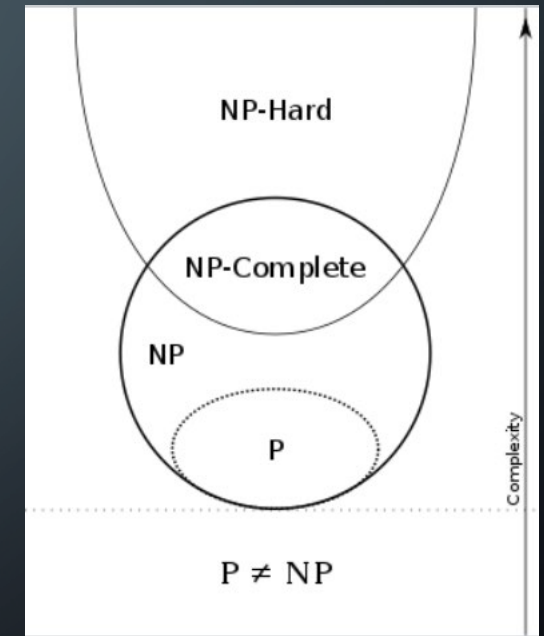 NP-Hard
NP-Complete
NP
P
Complexity
P ≠ NP